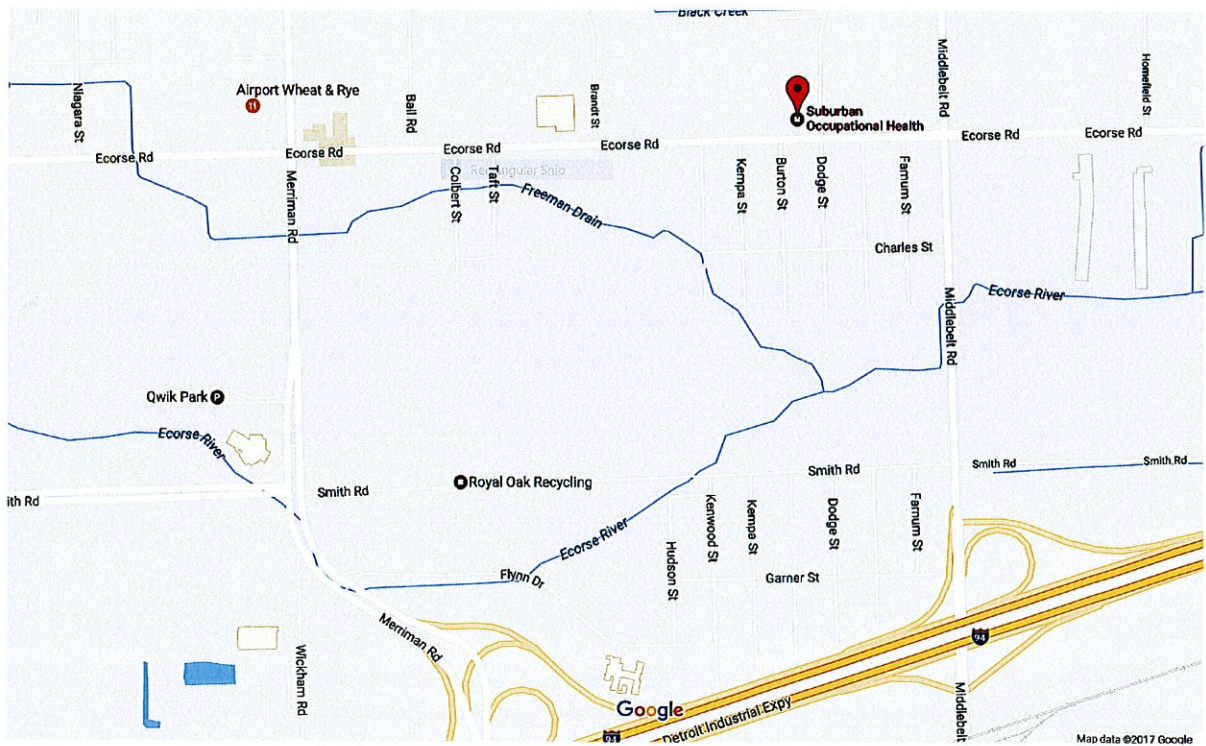 Black Creek
Niagara St
Airport Wheat & Rye
Ball Rd
Brandt St
Suburban
Occupational Health
Middlebelt Rd
Homefield St
Ecorse Rd
Ecorse Rd
Ecorse Rd
Ecorse Rd
Ecorse Rd
Ecorse Rd
Rectangular Snip
Merriman Rd
Colbert St
Taft St
Freeman Drain
Kempa St
Burton St
Dodge St
Farnum St
Charles St
Middlebelt Rd
Ecorse River
Qwik Park
P
Ecorse River
ith Rd
Smith Rd
Royal Oak Recycling
Smith Rd
Smith Rd
Smith Rd
Ecorse River
Kenwood St
Kempa St
Dodge St
Farnum St
Hudson St
Flynn Dr
Garner St
Merriman Rd
Wickham Rd
94
Middlebelt
Google
94
Detroit Industrial Expy
Map data ©2017 Google